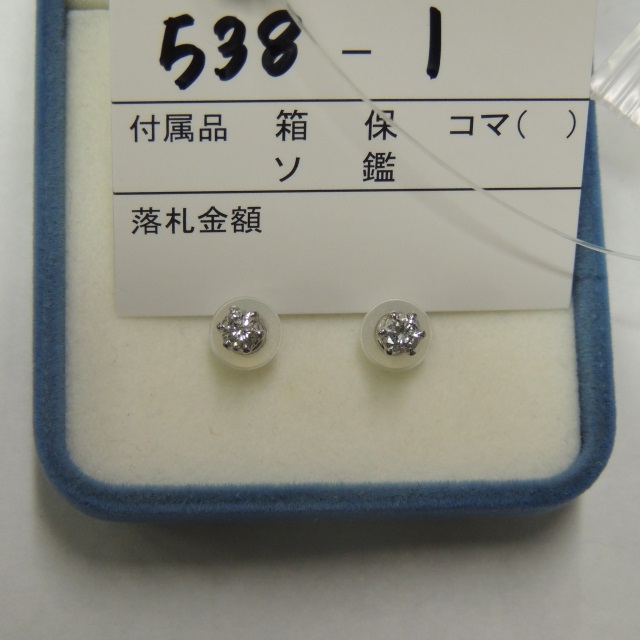 538 - 1
付属品 箱 保 コマ( )
ソ 鑑
落札金額